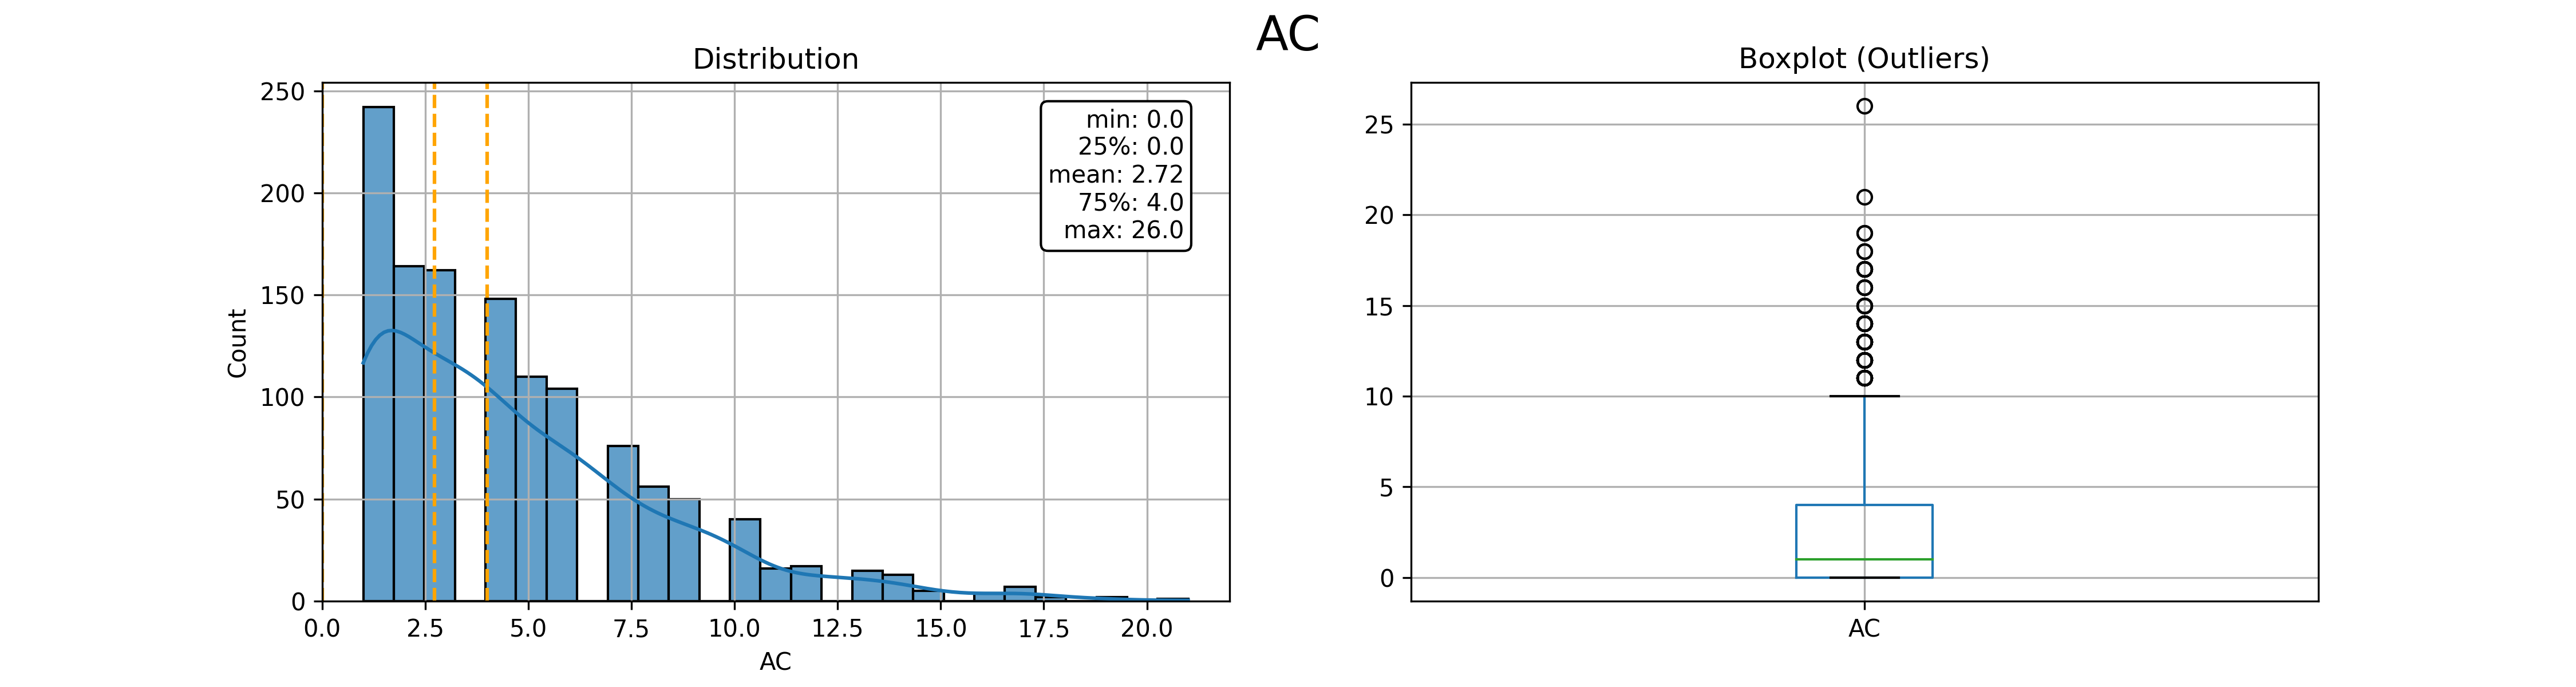 AC
Distribution
250
200
150
100
50
0
Count
min: 0.0
25%: 0.0
mean: 2.72
75%: 4.0
max: 26.0
0.0 2.5 5.0 7.5 10.0 12.5 15.0 17.5 20.0
AC
Boxplot (Outliers)
25
20
15
10
5
0
AC